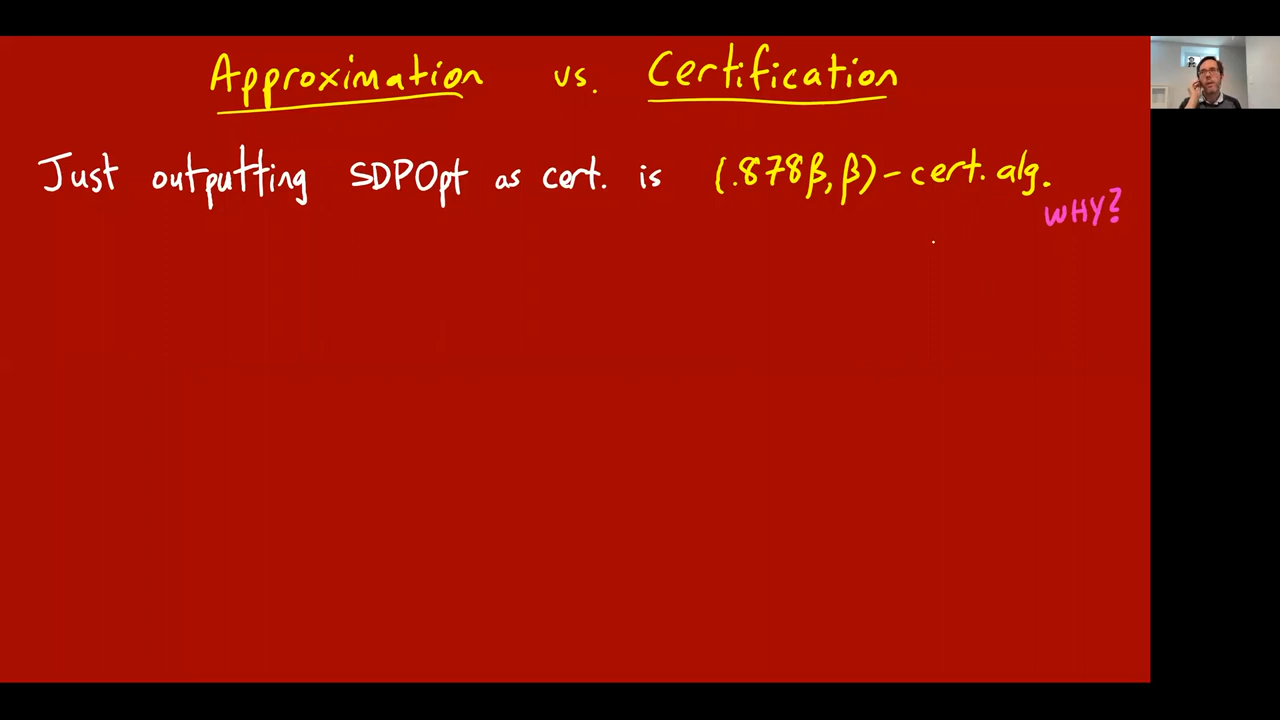 Approximation vs. Certification
Just outputting SDPOpt as cert. is (.878β, β)-cert. alg.
WHY?